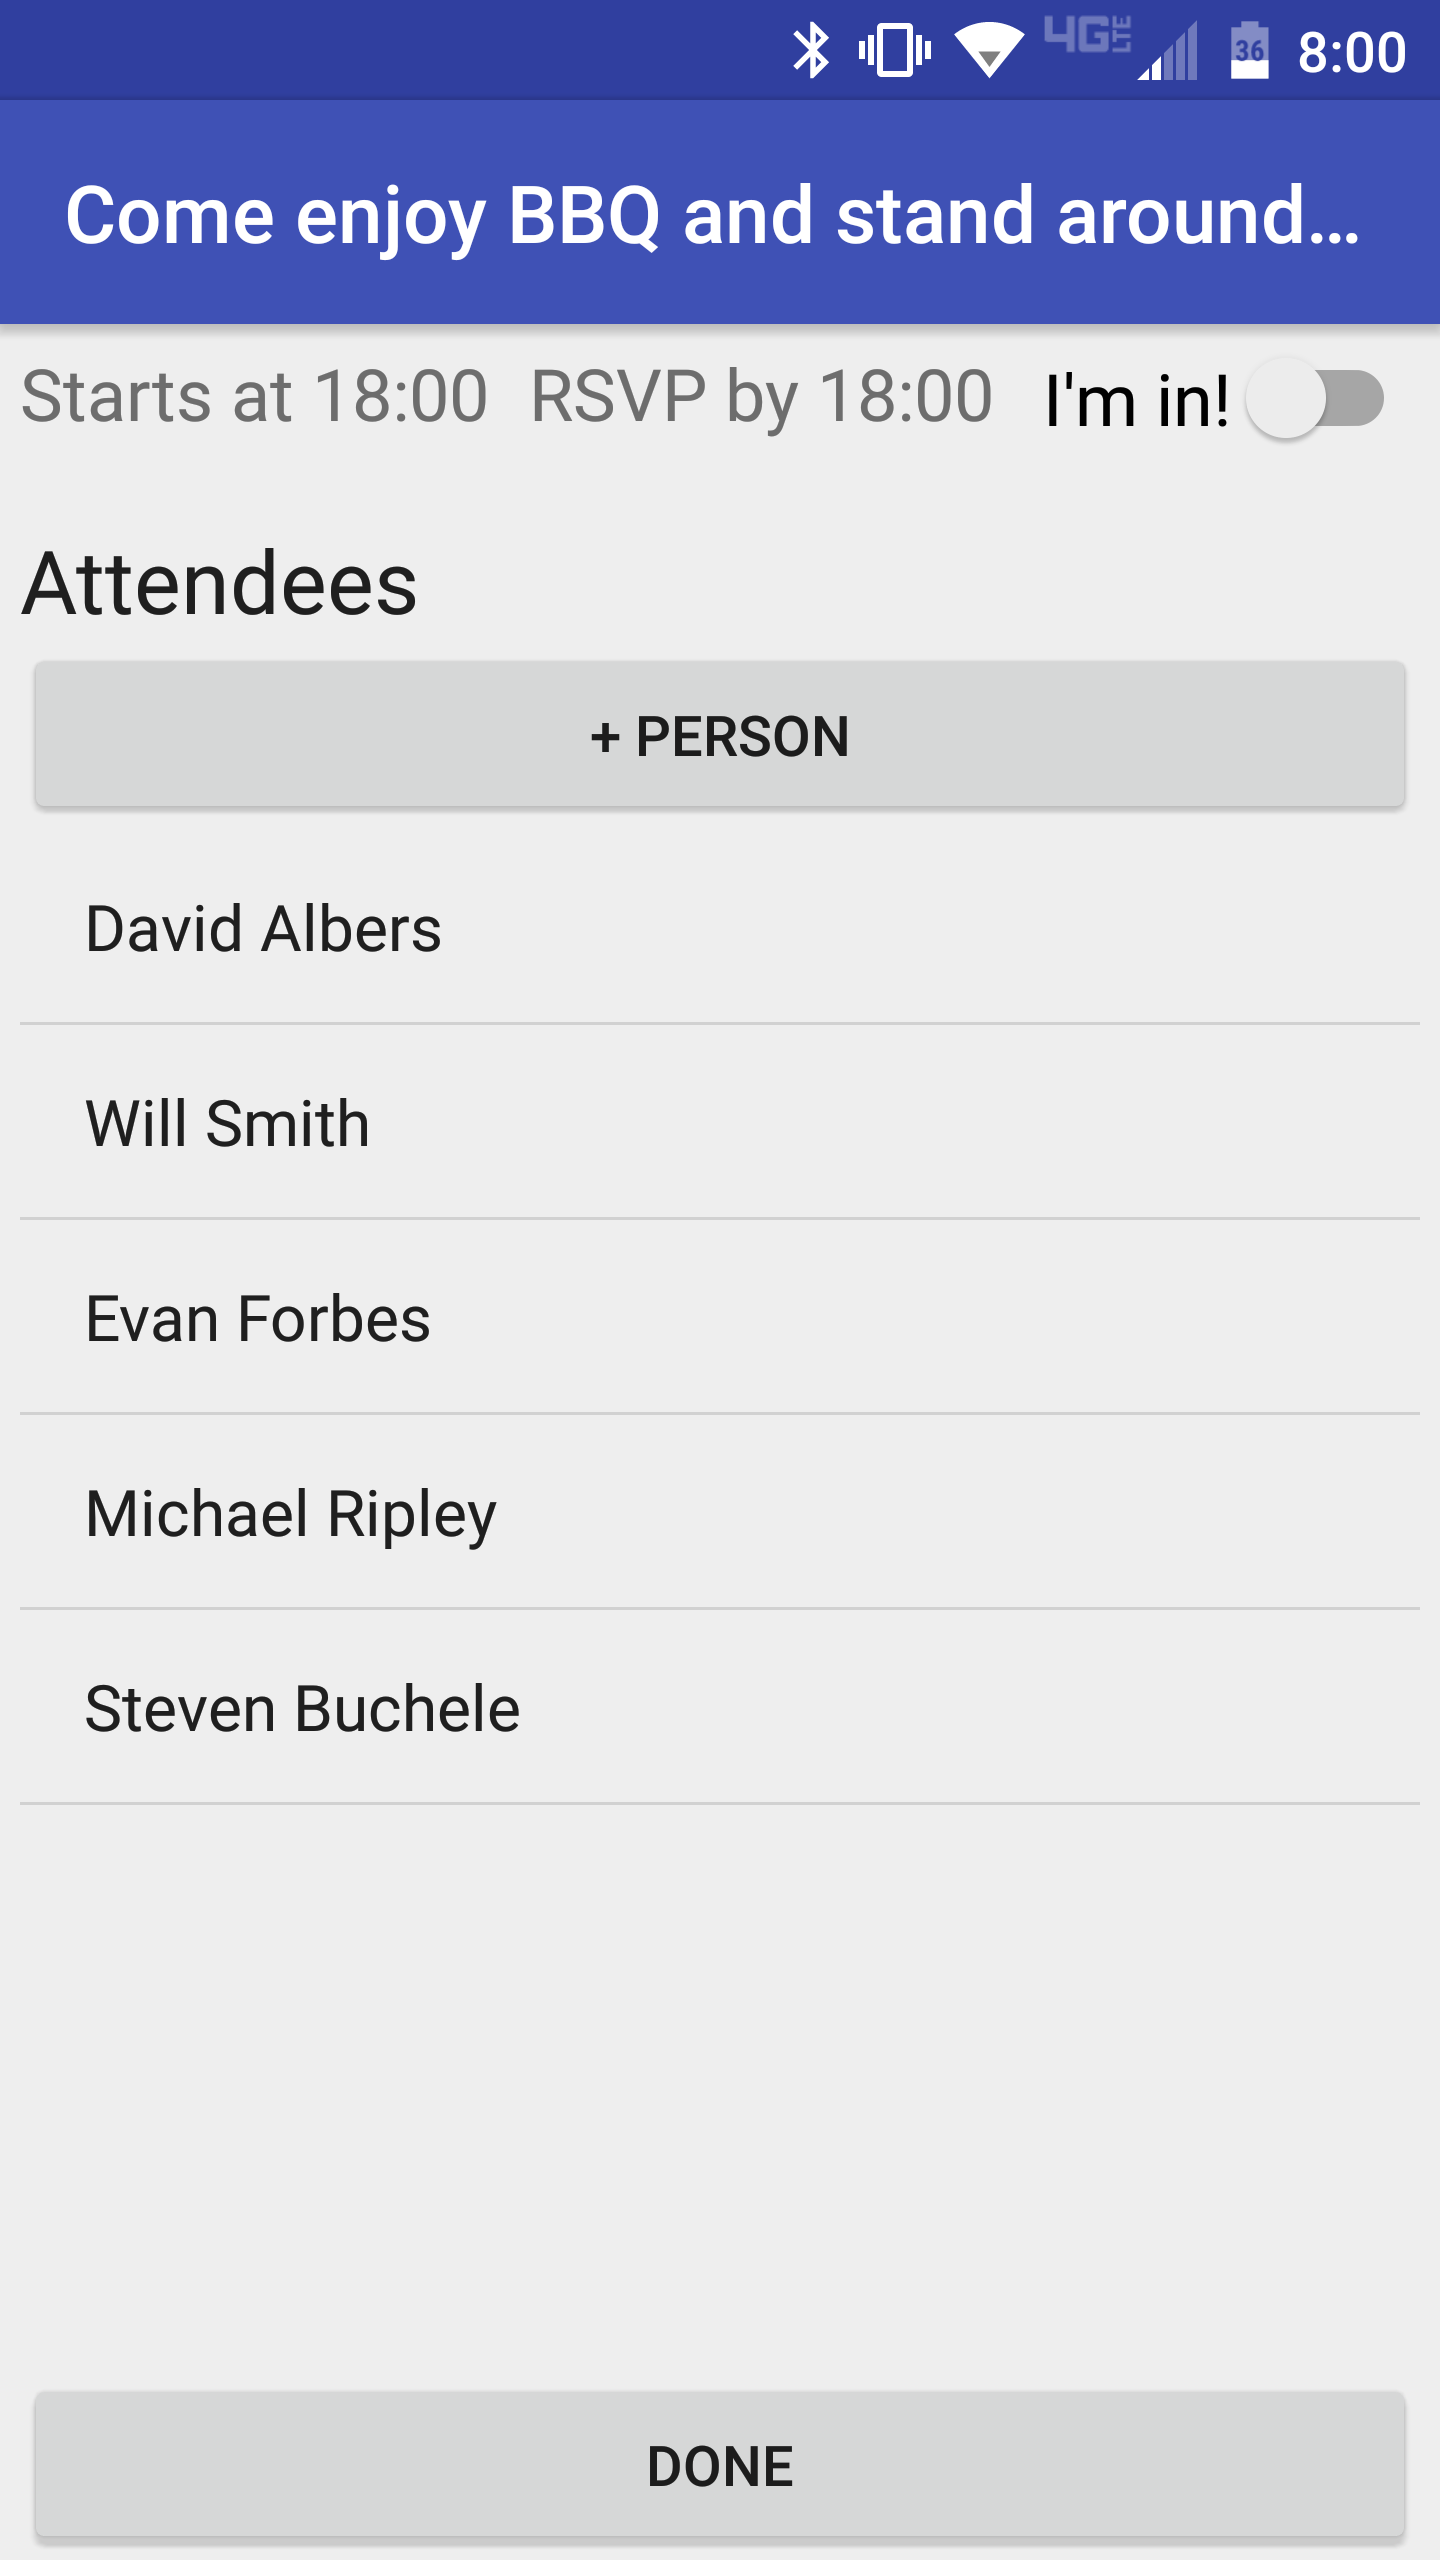 4G LTE 36 8:00
Come enjoy BBQ and stand around...
Starts at 18:00 RSVP by 18:00 I'm in!
Attendees
+ PERSON
David Albers
Will Smith
Evan Forbes
Michael Ripley
Steven Buchele
DONE